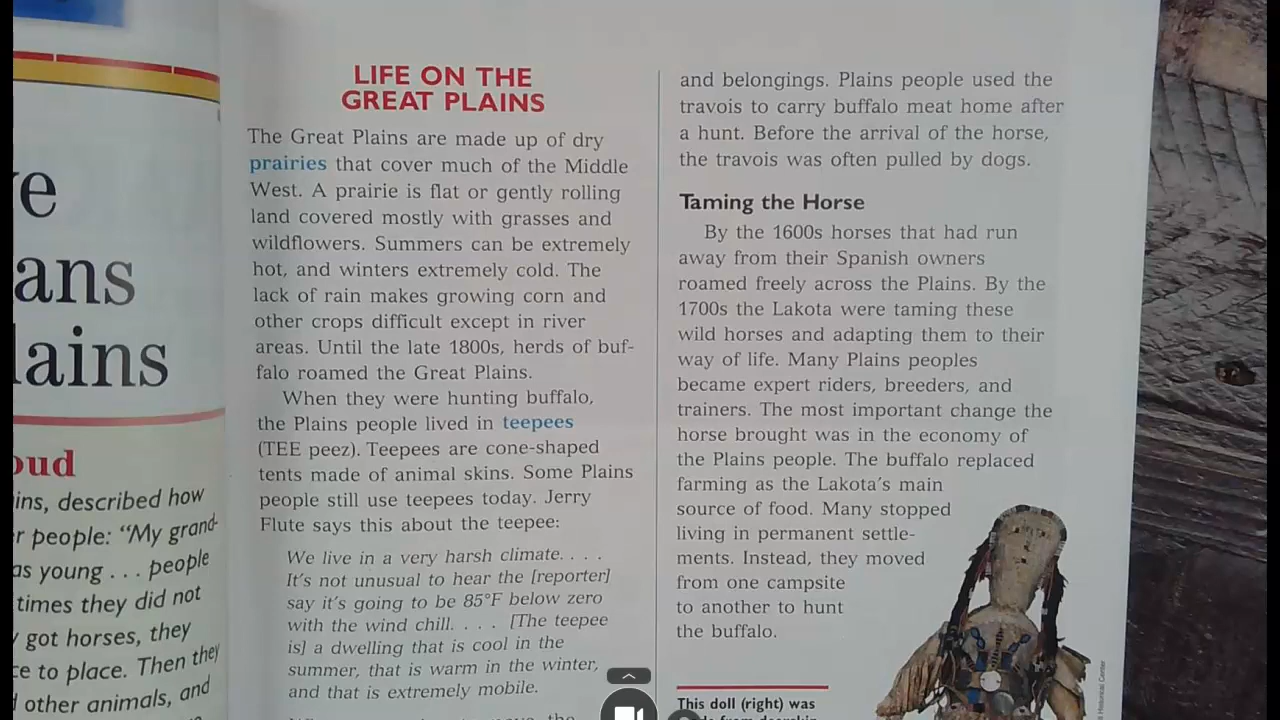 e
ans
lains
oud
ins, described how
r people: “My grand-
as young . . . people
times they did not
got horses, they
ce to place. Then they
other animals, and
LIFE ON THE
GREAT PLAINS
The Great Plains are made up of dry
prairies that cover much of the Middle
West. A prairie is flat or gently rolling
land covered mostly with grasses and
wildflowers. Summers can be extremely
hot, and winters extremely cold. The
lack of rain makes growing corn and
other crops difficult except in river
areas. Until the late 1800s, herds of buf-
falo roamed the Great Plains.
When they were hunting buffalo,
the Plains people lived in teepees
(TEE peez). Teepees are cone-shaped
tents made of animal skins. Some Plains
people still use teepees today. Jerry
Flute says this about the teepee:
We live in a very harsh climate. . . .
It’s not unusual to hear the [reporter]
say it’s going to be 85°F below zero
with the wind chill. . . . [The teepee
is] a dwelling that is cool in the
summer, that is warm in the winter,
and that is extremely mobile.
and belongings. Plains people used the
travois to carry buffalo meat home after
a hunt. Before the arrival of the horse,
the travois was often pulled by dogs.
Taming the Horse
By the 1600s horses that had run
away from their Spanish owners
roamed freely across the Plains. By the
1700s the Lakota were taming these
wild horses and adapting them to their
way of life. Many Plains peoples
became expert riders, breeders, and
trainers. The most important change the
horse brought was in the economy of
the Plains people. The buffalo replaced
farming as the Lakota’s main
source of food. Many stopped
living in permanent settle-
ments. Instead, they moved
from one campsite
to another to hunt
the buffalo.
This doll (right) was
Historical Center